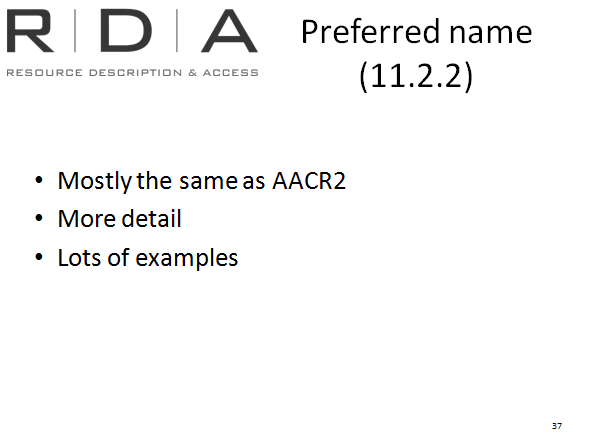 R | D | A
RESOURCE DESCRIPTION & ACCESS
Preferred name
(11.2.2)
• Mostly the same as AACR2
• More detail
• Lots of examples
37